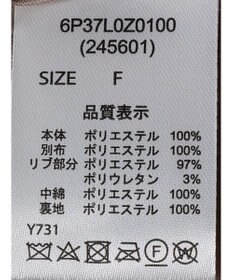 6P37L0Z0100
(245601)
SIZE F
品質表示
本体 ポリエステル 100%
別布 ポリエステル 100%
リブ部分 ポリエステル 97%
ポリウレタン 3%
中綿 ポリエステル 100%
裏地 ポリエステル 100%
Y731
F W